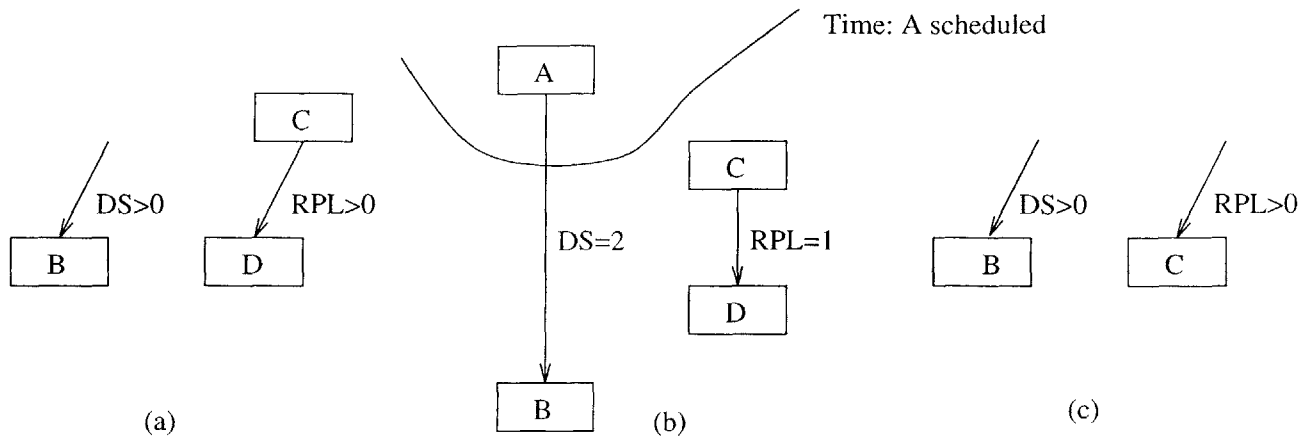 Time: A scheduled
A
C
C
DS>0
RPL>0
DS>0
RPL>0
B
D
DS=2
RPL=1
B
C
D
B
(a)
(b)
(c)